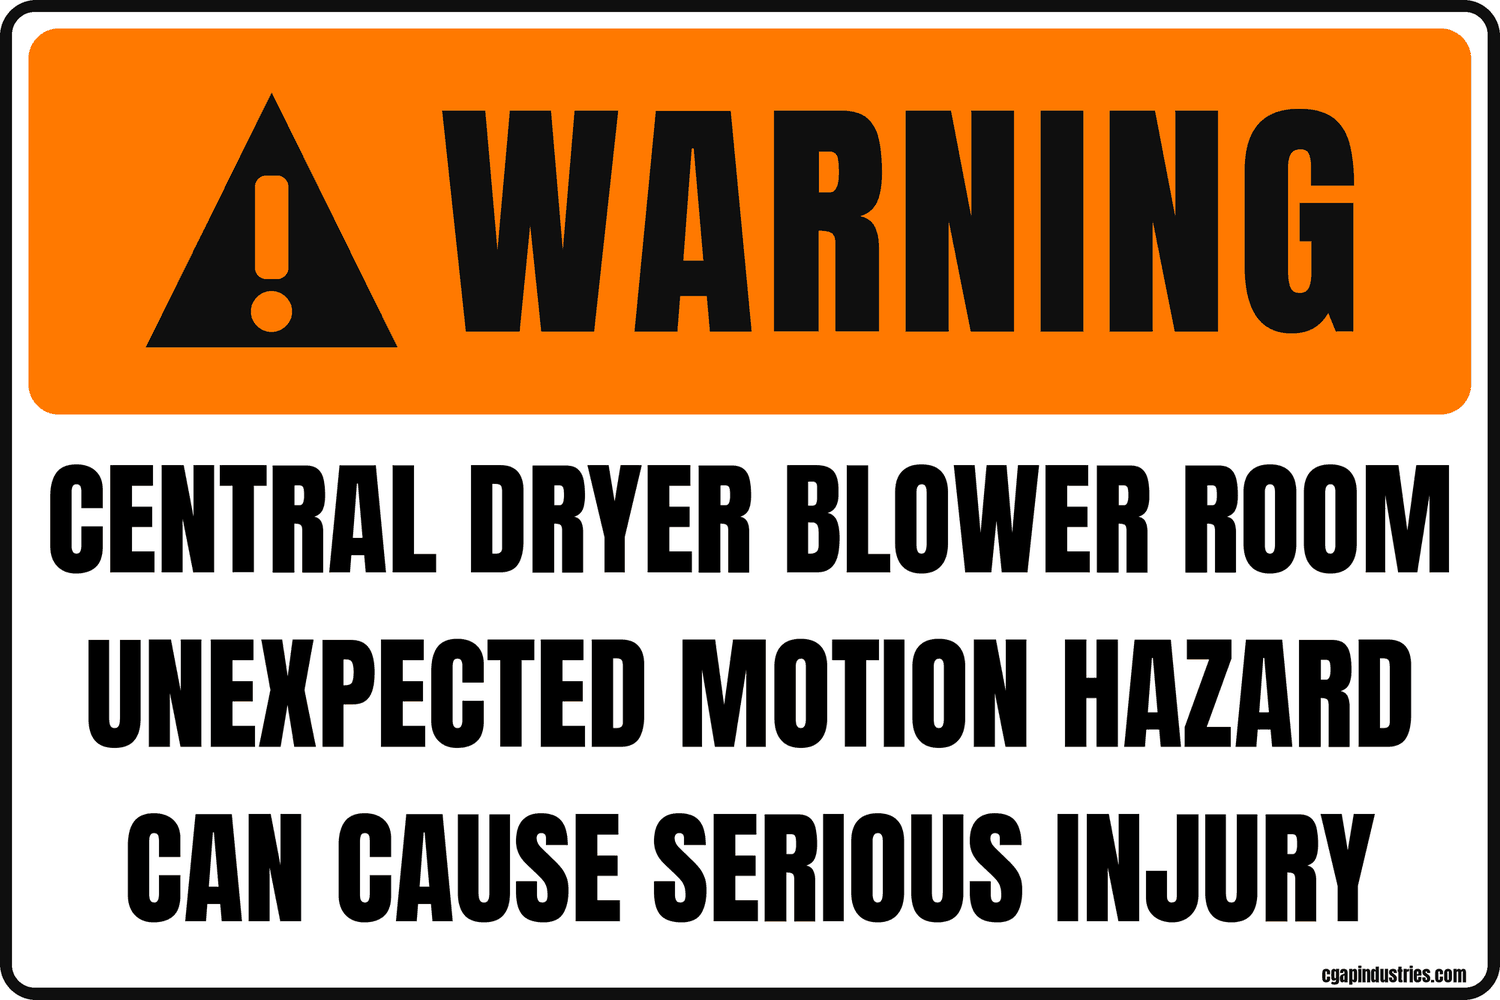 WARNING
CENTRAL DRYER BLOWER ROOM
UNEXPECTED MOTION HAZARD
CAN CAUSE SERIOUS INJURY
cgapindustries.com